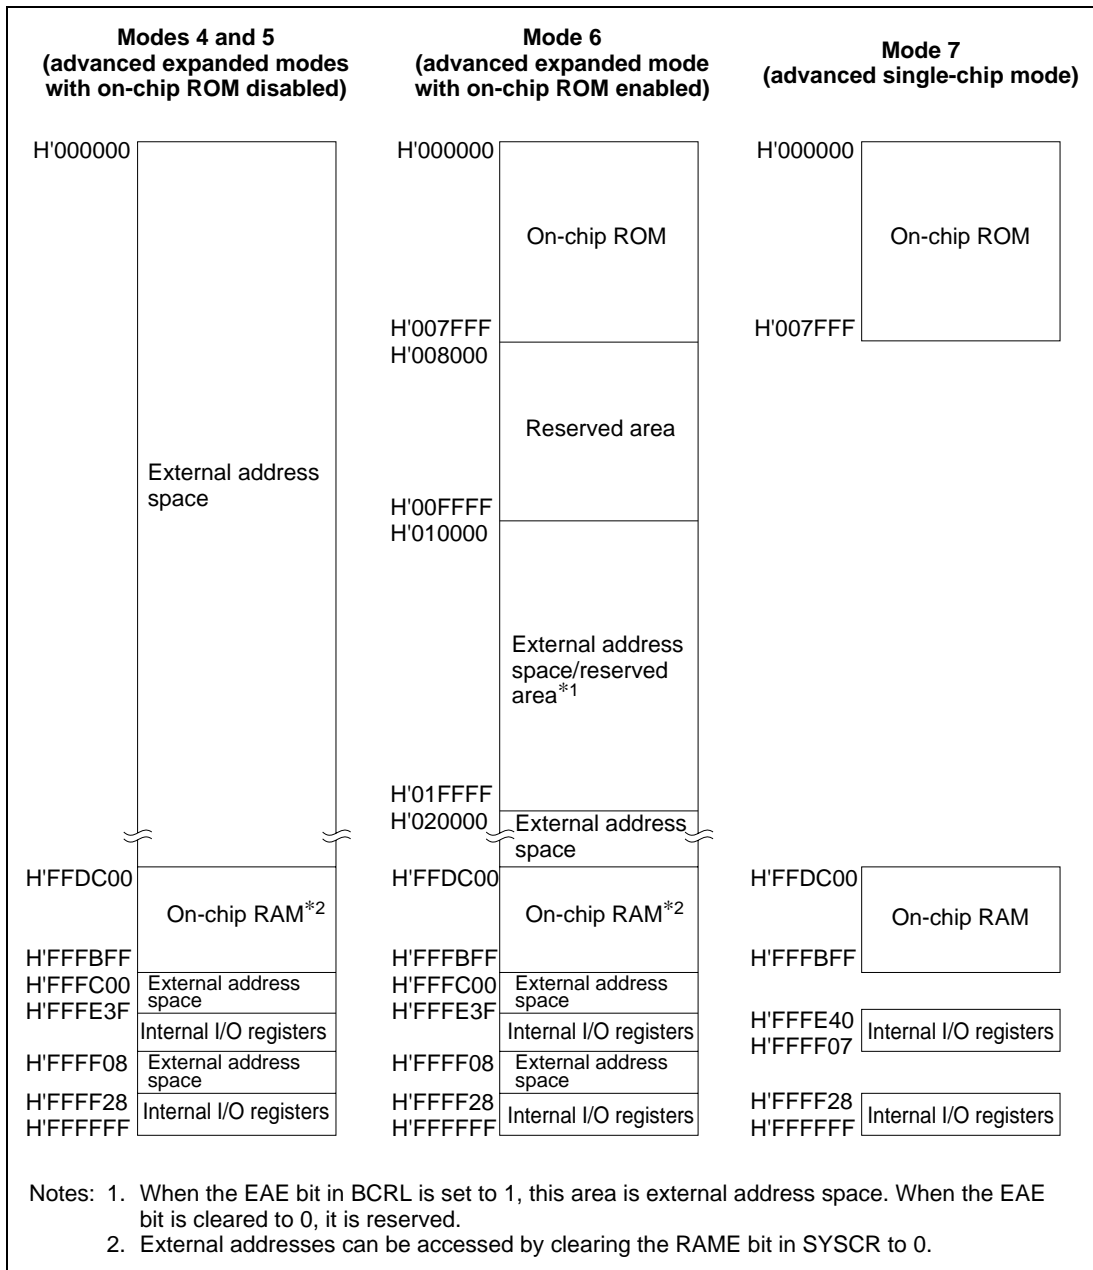 Modes 4 and 5
(advanced expanded modes
with on-chip ROM disabled)
H'000000
External address
space
H'FFDC00
On-chip RAM*2
H'FFFBFF
H'FFFC00
External address
space
H'FFFE3F
Internal I/O registers
H'FFFF08
External address
space
H'FFFF28
Internal I/O registers
H'FFFFFF
Mode 6
(advanced expanded mode
with on-chip ROM enabled)
H'000000
On-chip ROM
H'007FFF
H'008000
Reserved area
H'00FFFF
H'010000
External address
space/reserved
area*1
H'01FFFF
H'020000
External address
space
H'FFDC00
On-chip RAM*2
H'FFFBFF
H'FFFC00
External address
space
H'FFFE3F
Internal I/O registers
H'FFFF08
External address
space
H'FFFF28
Internal I/O registers
H'FFFFFF
Mode 7
(advanced single-chip mode)
H'000000
On-chip ROM
H'007FFF
H'FFDC00
On-chip RAM
H'FFFBFF
H'FFFE40
Internal I/O registers
H'FFFF07
H'FFFF28
Internal I/O registers
H'FFFFFF
Notes: 1. When the EAE bit in BCRL is set to 1, this area is external address space. When the EAE
bit is cleared to 0, it is reserved.
2. External addresses can be accessed by clearing the RAME bit in SYSCR to 0.